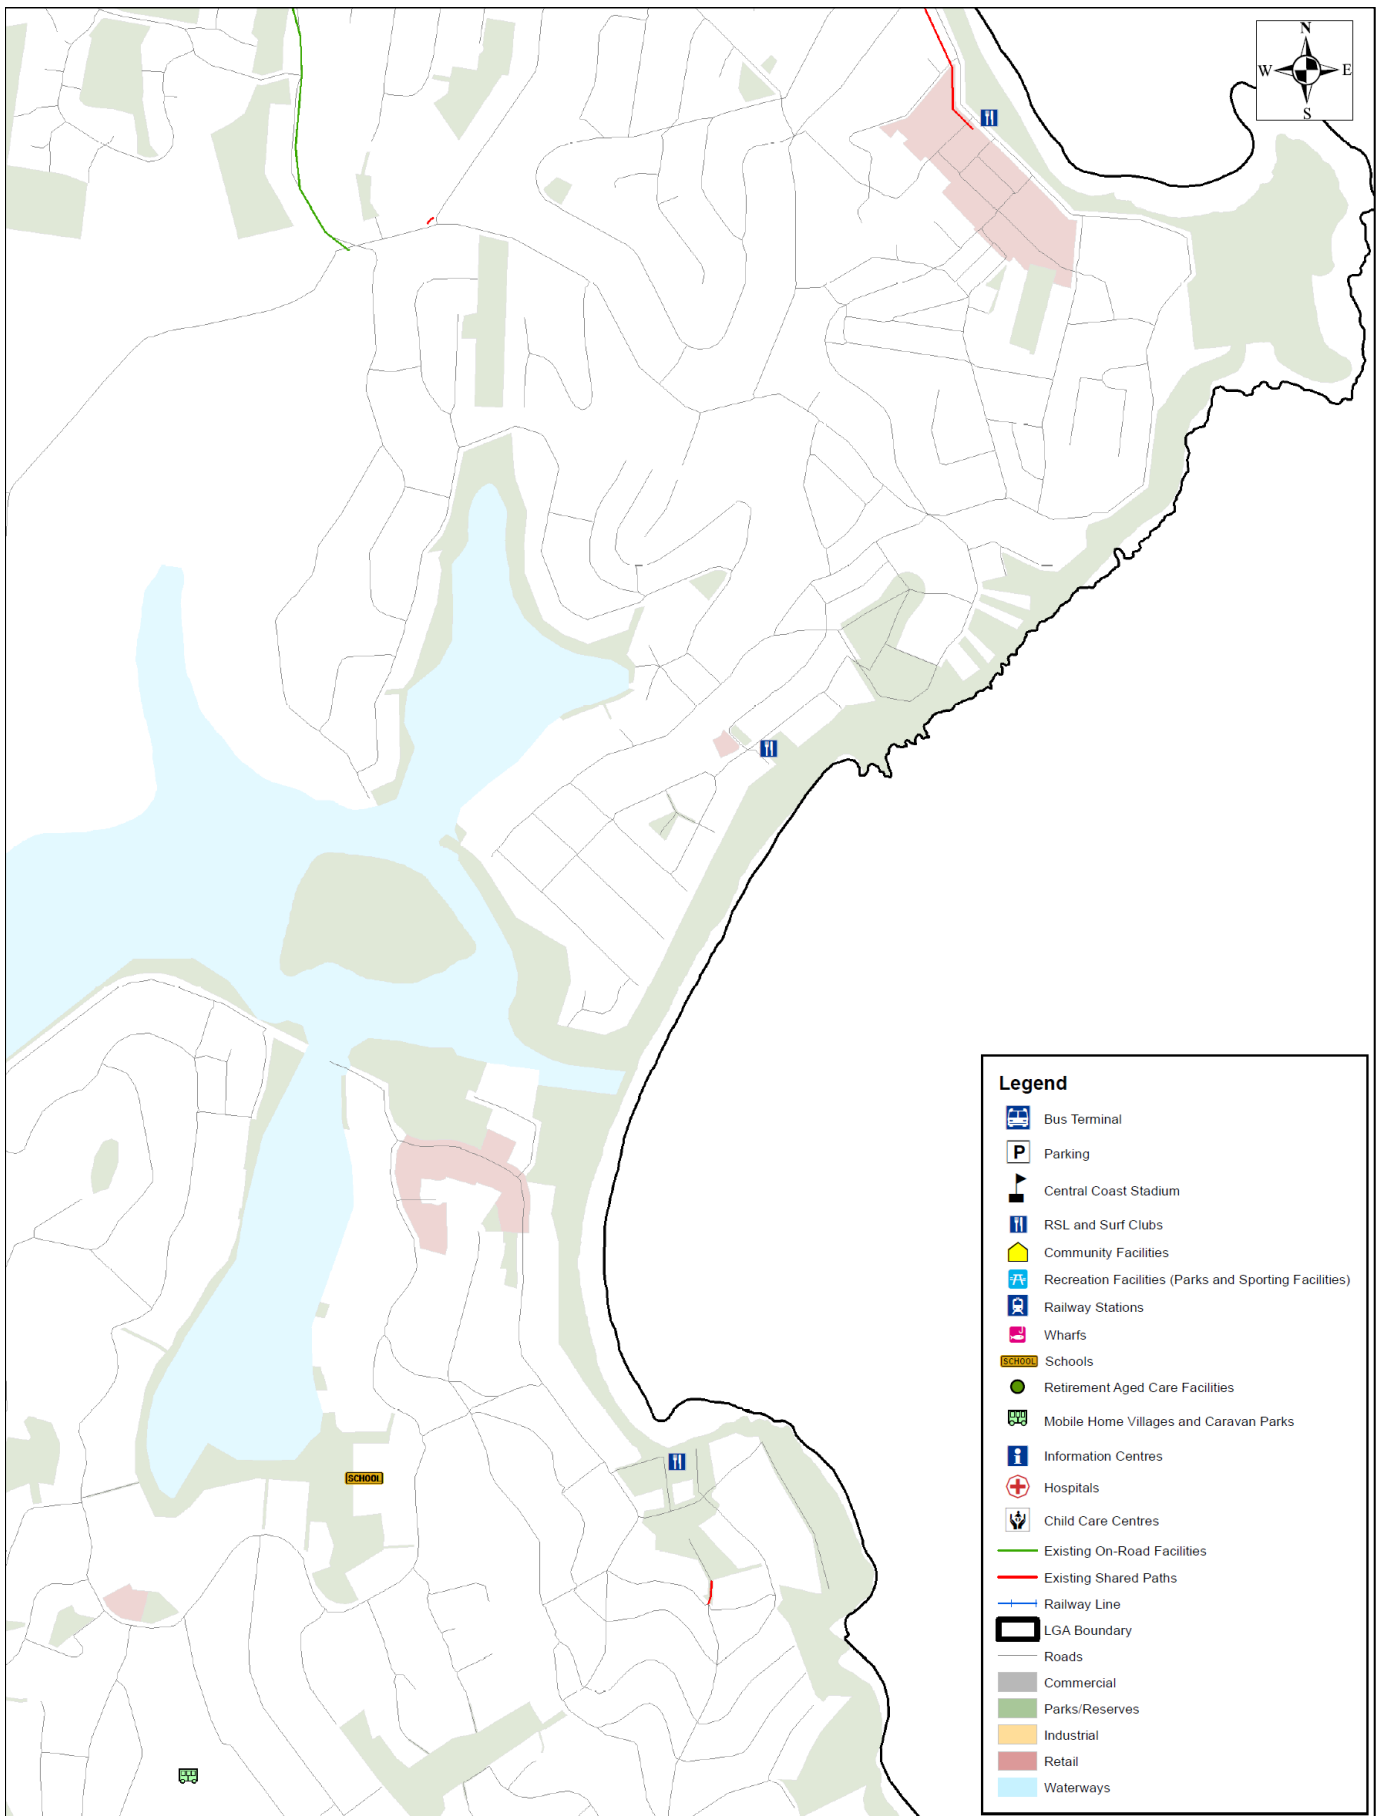 N
W E
S
SCHOOL
Legend
Bus Terminal
P Parking
Central Coast Stadium
RSL and Surf Clubs
Community Facilities
Recreation Facilities (Parks and Sporting Facilities)
Railway Stations
Wharfs
SCHOOL Schools
Retirement Aged Care Facilities
Mobile Home Villages and Caravan Parks
i Information Centres
Hospitals
Child Care Centres
Existing On-Road Facilities
Existing Shared Paths
Railway Line
LGA Boundary
Roads
Commercial
Parks/Reserves
Industrial
Retail
Waterways